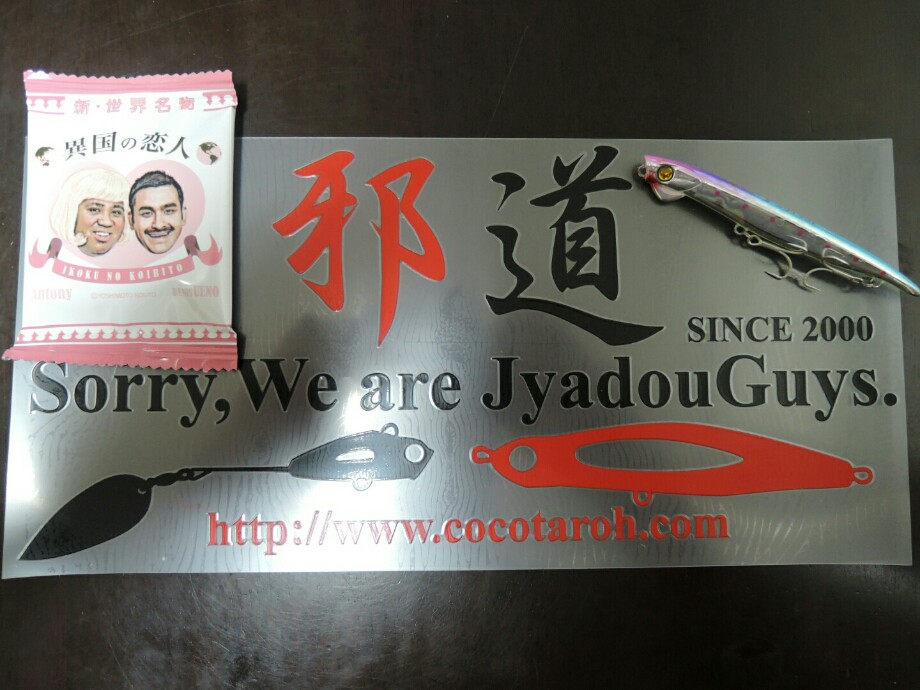 新・世界名物
異国の恋人
IKOKU NO KOIBITO
Antony
邪道
SINCE 2000
Sorry,We are JyadouGuys.
http://www.cocotaroh.com